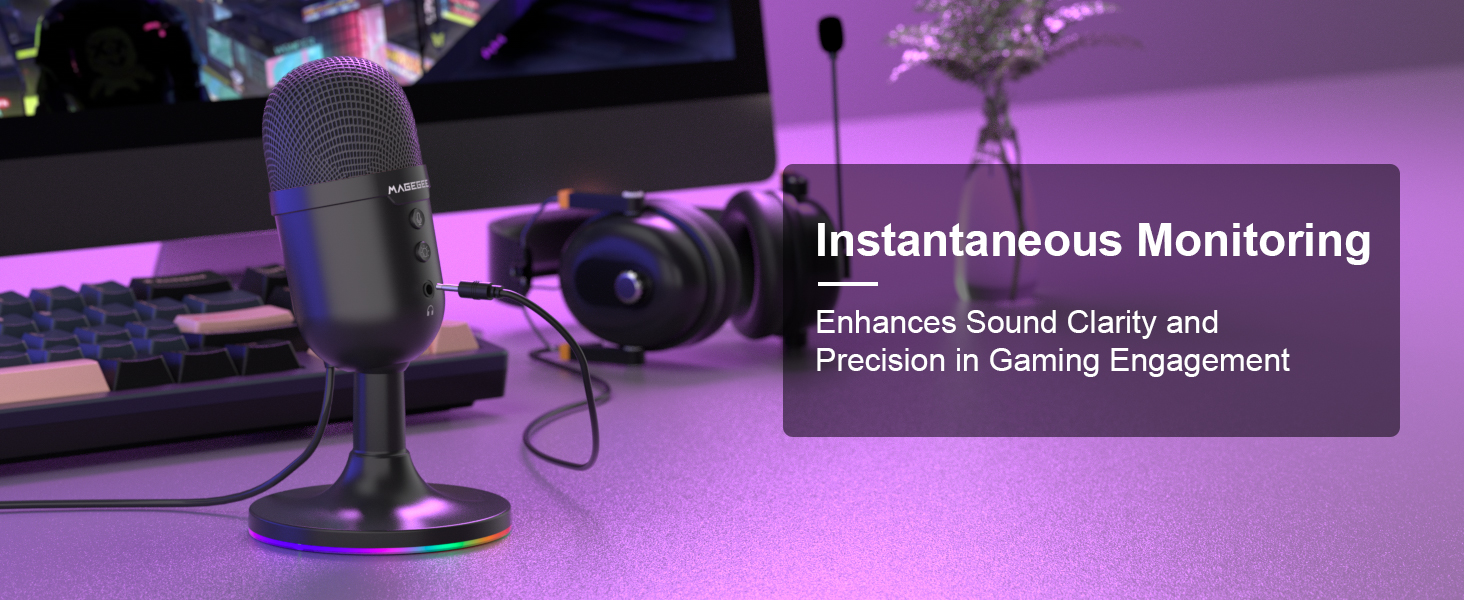 MAGEGEE
Instantaneous Monitoring
Enhances Sound Clarity and
Precision in Gaming Engagement